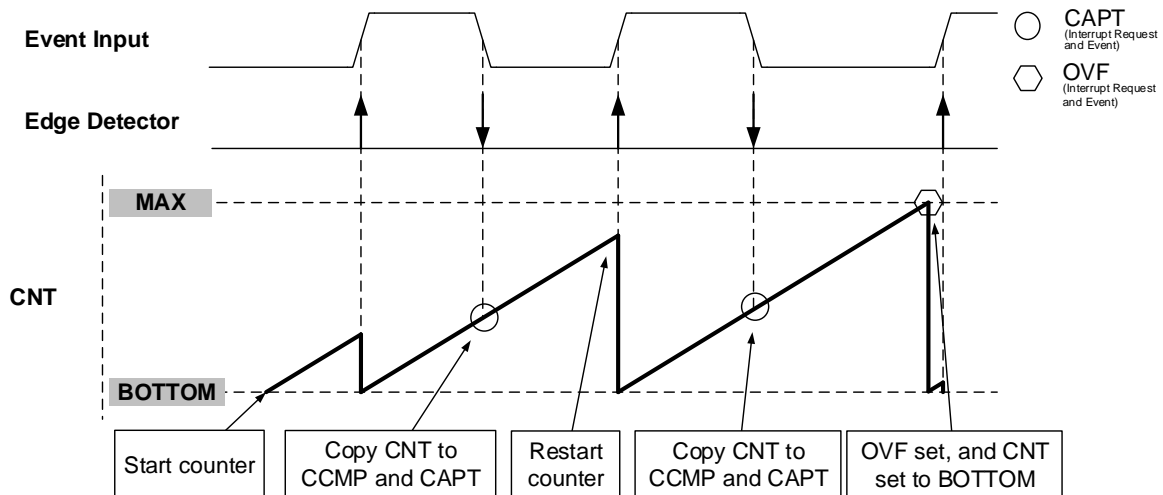 Event Input
CAPT
(Interrupt Request
and Event)
OVF
(Interrupt Request
and Event)
Edge Detector
MAX
CNT
BOTTOM
Start counter
Copy CNT to
CCMP and CAPT
Restart
counter
Copy CNT to
CCMP and CAPT
OVF set, and CNT
set to BOTTOM